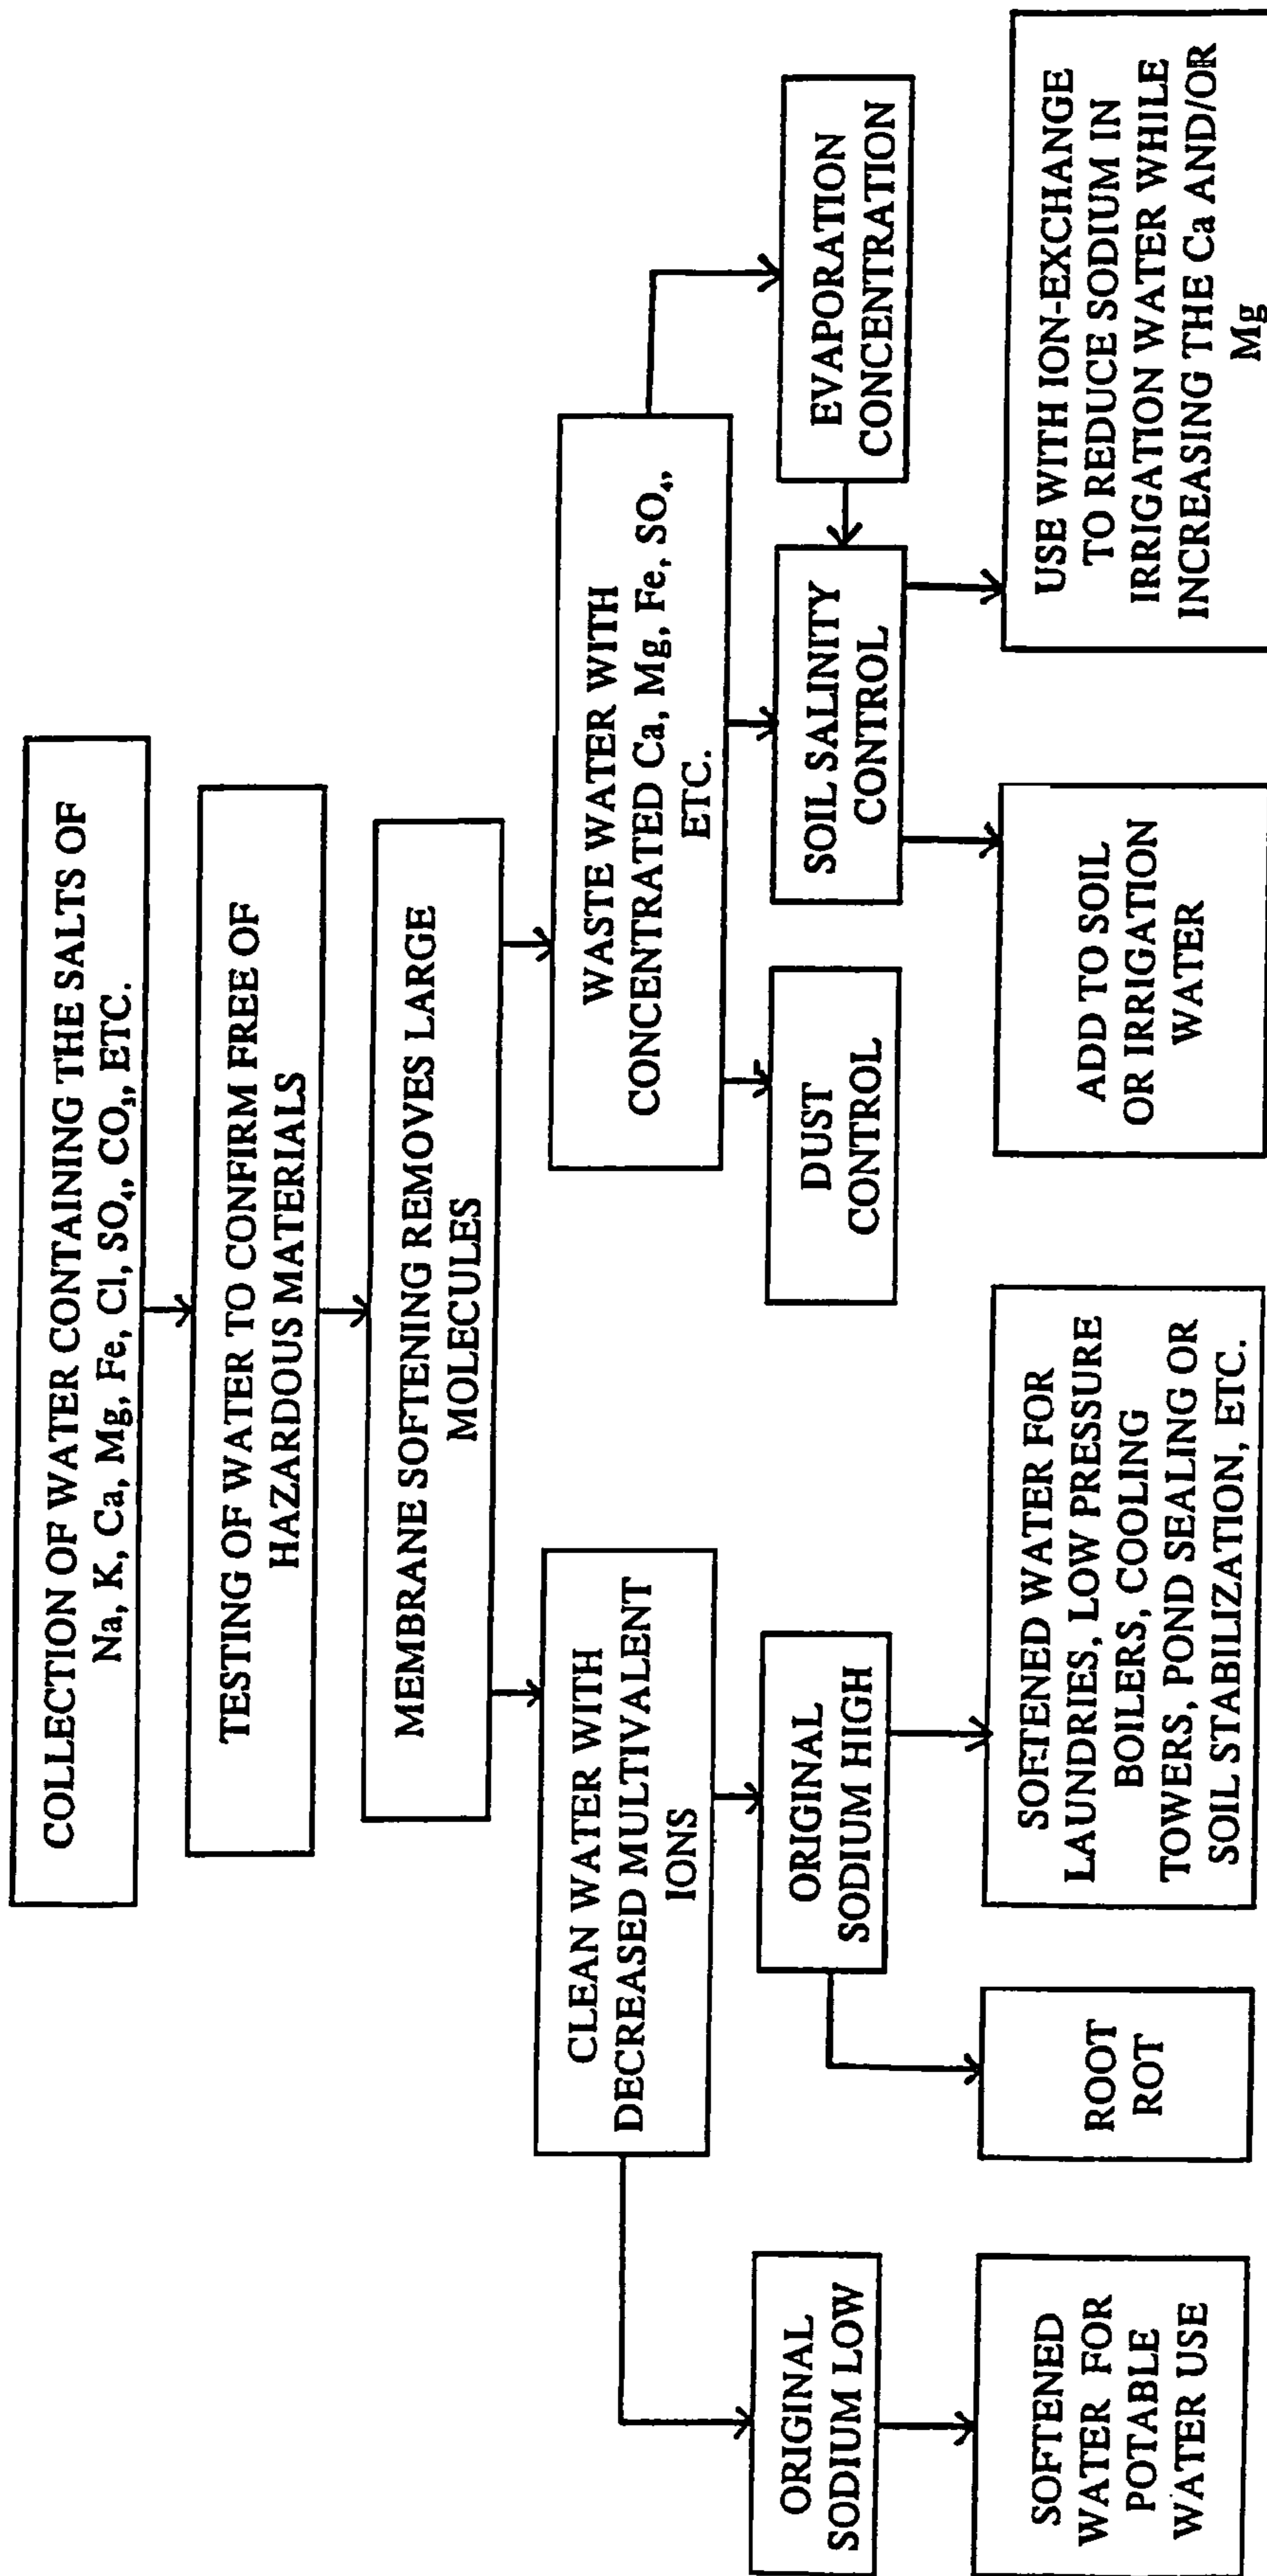 COLLECTION OF WATER CONTAINING THE SALTS OF
Na, K, Ca, Mg, Fe, Cl, SO₄, CO₃, ETC.
TESTING OF WATER TO CONFIRM FREE OF
HAZARDOUS MATERIALS
MEMBRANE SOFTENING REMOVES LARGE
MOLECULES
CLEAN WATER WITH
DECREASED MULTIVALENT
IONS
WASTE WATER WITH
CONCENTRATED Ca, Mg, Fe, SO₄,
ETC.
ORIGINAL
SODIUM LOW
ORIGINAL
SODIUM HIGH
DUST
CONTROL
SOIL SALINITY
CONTROL
EVAPORATION
CONCENTRATION
SOFTENED
WATER FOR
POTABLE
WATER USE
ROOT
ROT
SOFTENED WATER FOR
LAUNDRIES, LOW PRESSURE
BOILERS, COOLING
TOWERS, POND SEALING OR
SOIL STABILIZATION, ETC.
ADD TO SOIL
OR IRRIGATION
WATER
USE WITH ION-EXCHANGE
TO REDUCE SODIUM IN
IRRIGATION WATER WHILE
INCREASING THE Ca AND/OR
Mg